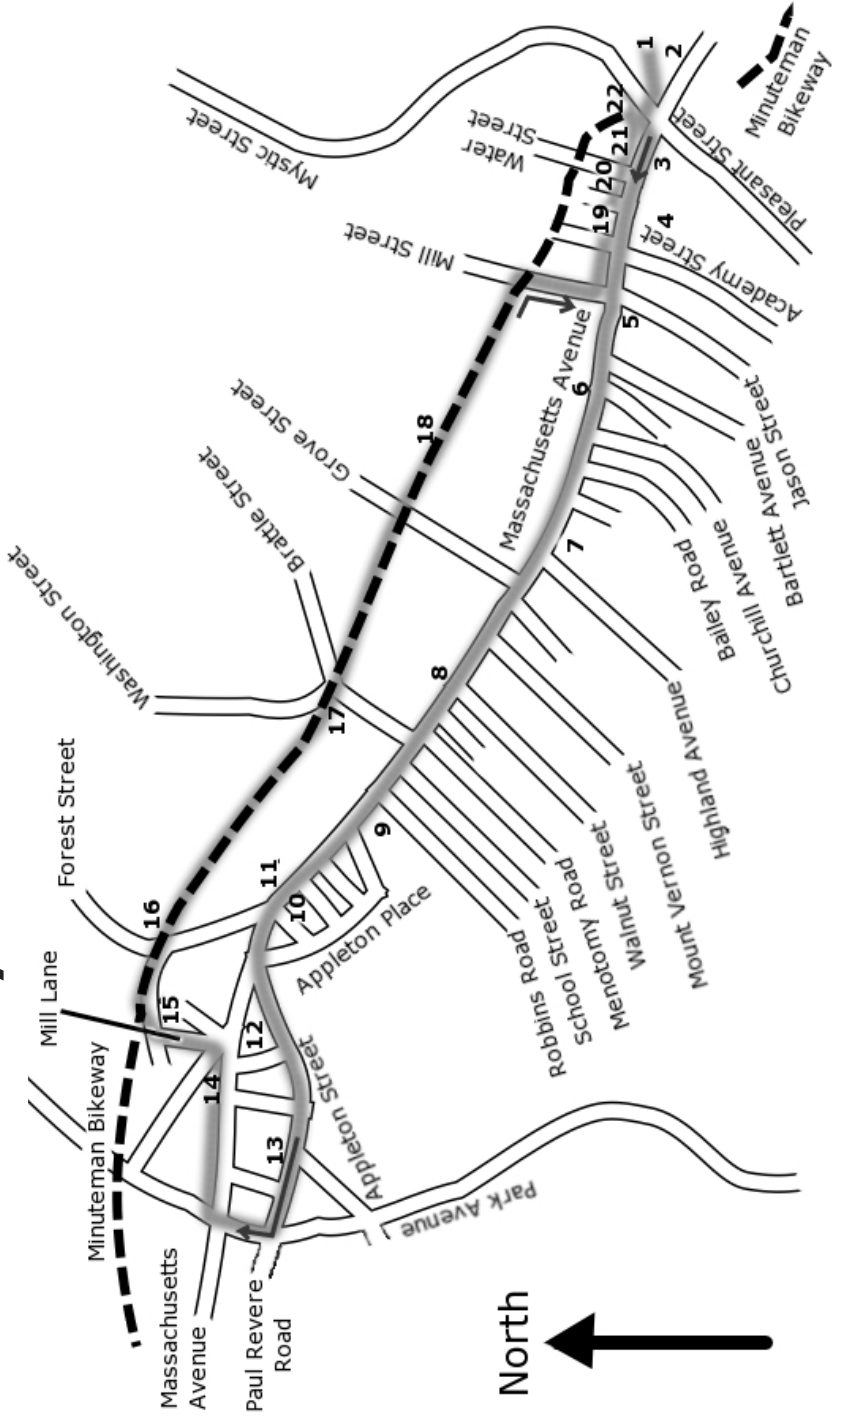 Mystic Street
Water
Street
Mill Street
Grove Street
Brattle Street
Washington Street
Forest Street
Mill Lane
Minuteman Bikeway
Massachusetts
Avenue
Paul Revere
Road
North
Massachusetts Avenue
Minuteman
Bikeway
Pleasant Street
Academy Street
Jason Street
Bartlett Avenue
Churchill Avenue
Bailey Road
Highland Avenue
Mount Vernon Street
Walnut Street
Menotomy Road
School Street
Robbins Road
Appleton Place
Appleton Street
Park Avenue
1
2
3
4
5
6
7
8
9
10
11
12
13
14
15
16
17
18
19
20
21
22